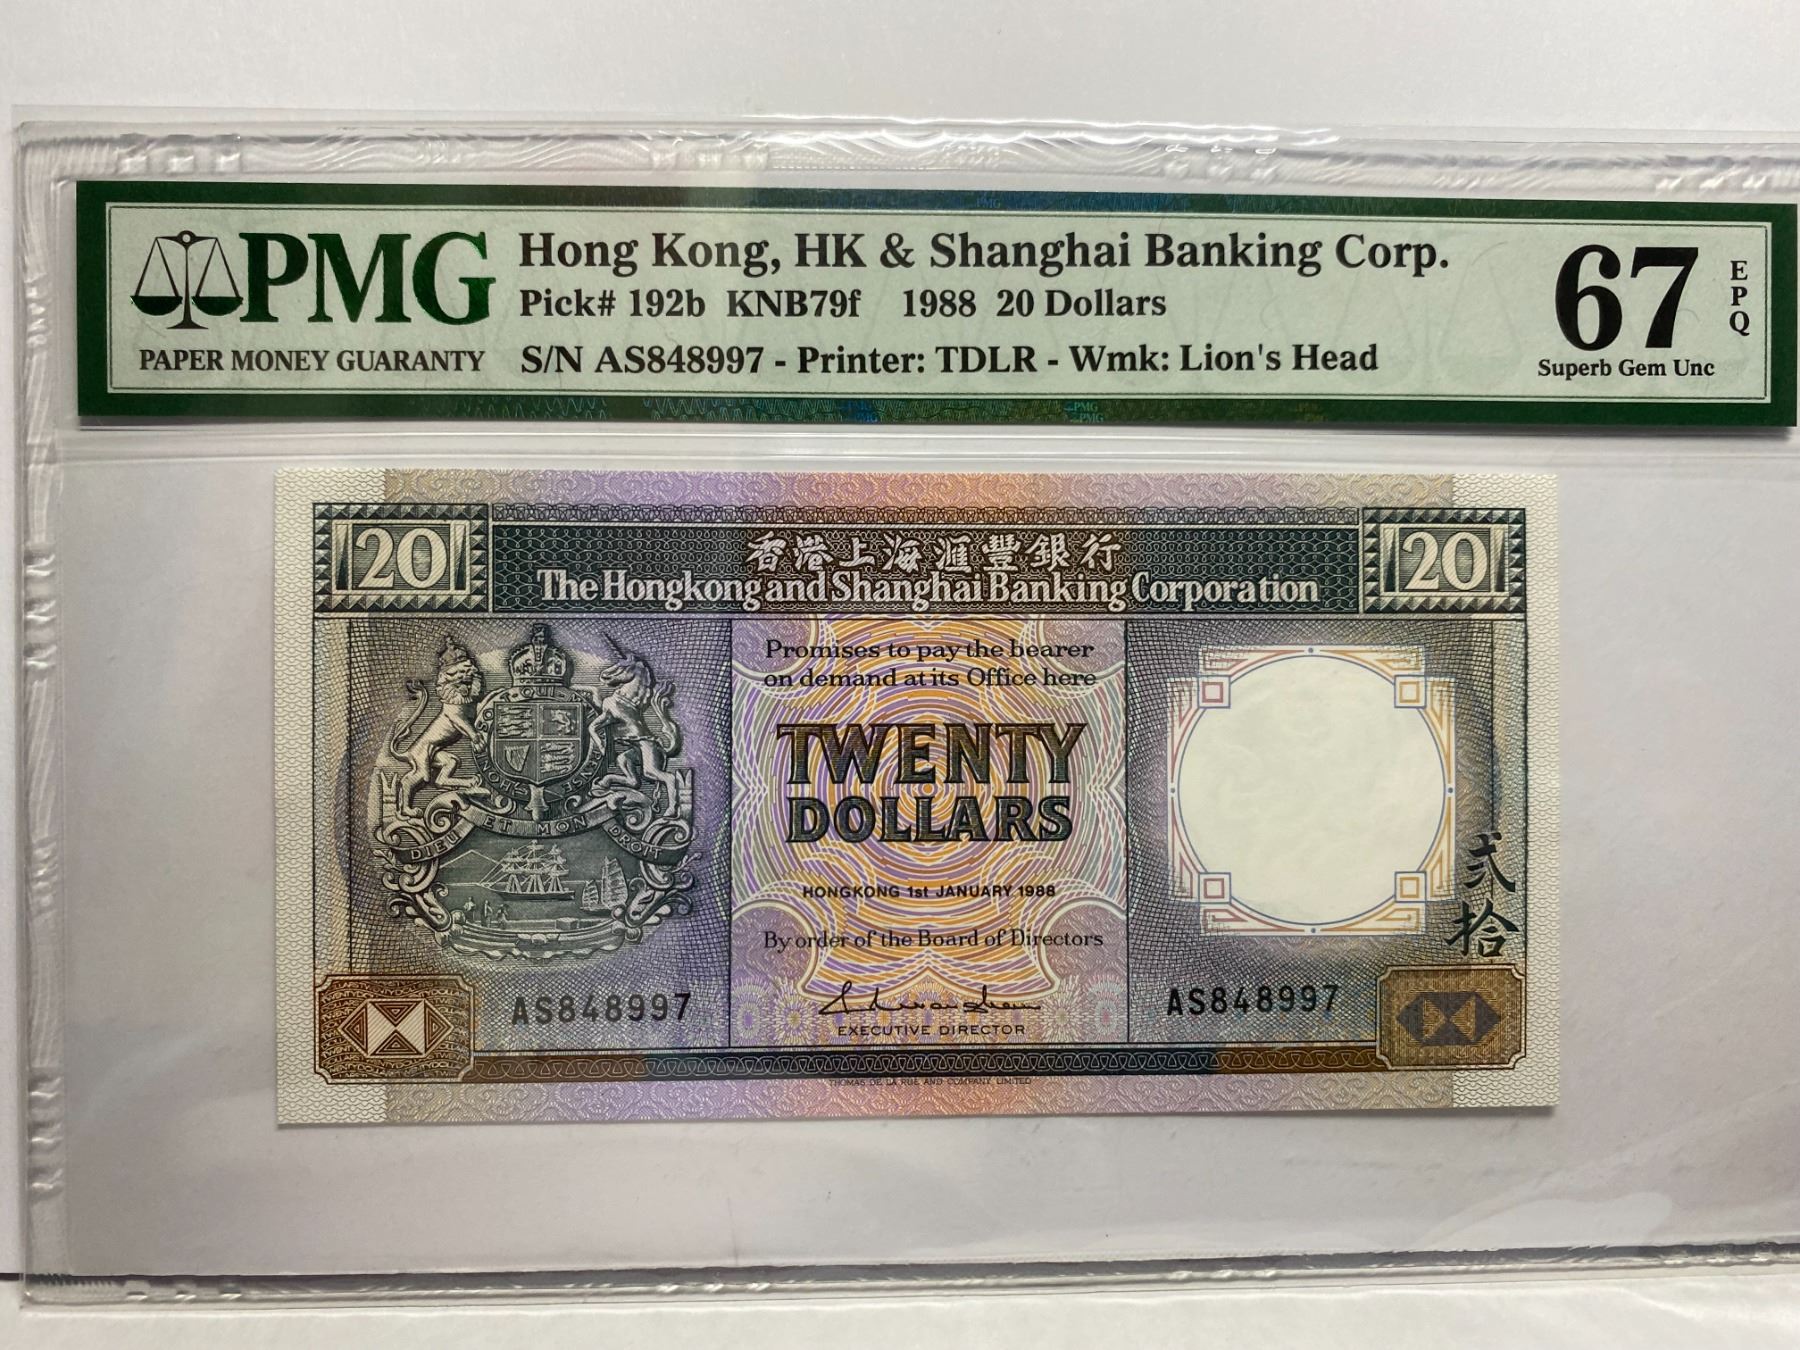 PMG
PAPER MONEY GUARANTY
Hong Kong, HK & Shanghai Banking Corp.
Pick# 192b KNB79f 1988 20 Dollars
S/N AS848997 - Printer: TDLR - Wmk: Lion's Head
67
EPQ
Superb Gem Unc
20
香港上海滙豐銀行
The Hongkong and Shanghai Banking Corporation
20
Promises to pay the bearer
on demand at its Office here
TWENTY
DOLLARS
HONGKONG 1st JANUARY 1988
By order of the Board of Directors
EXECUTIVE DIRECTOR
DIEU ET MON DROIT
AS848997
AS848997
弍拾
THOMAS DE LA RUE AND COMPANY LIMITED